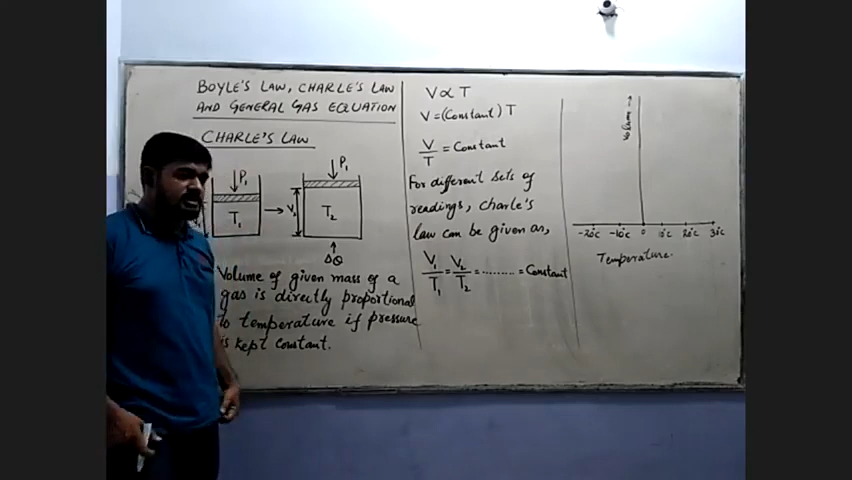 BOYLE'S LAW, CHARLE'S LAW
AND GENERAL GAS EQUATION
CHARLE'S LAW
P₁
T₁
P₁
V₂
T₂
ΔQ
Volume of given mass of a
gas is directly proportional
to temperature if pressure
is kept constant.
V ∝ T
V = (Constant) T
V/T = Constant
For different sets of
readings, Charle's
law can be given as,
V₁/T₁ = V₂/T₂ = ......... = Constant
Volume →
-20°C -10°C 0 10°C 20°C 30°C
Temperature